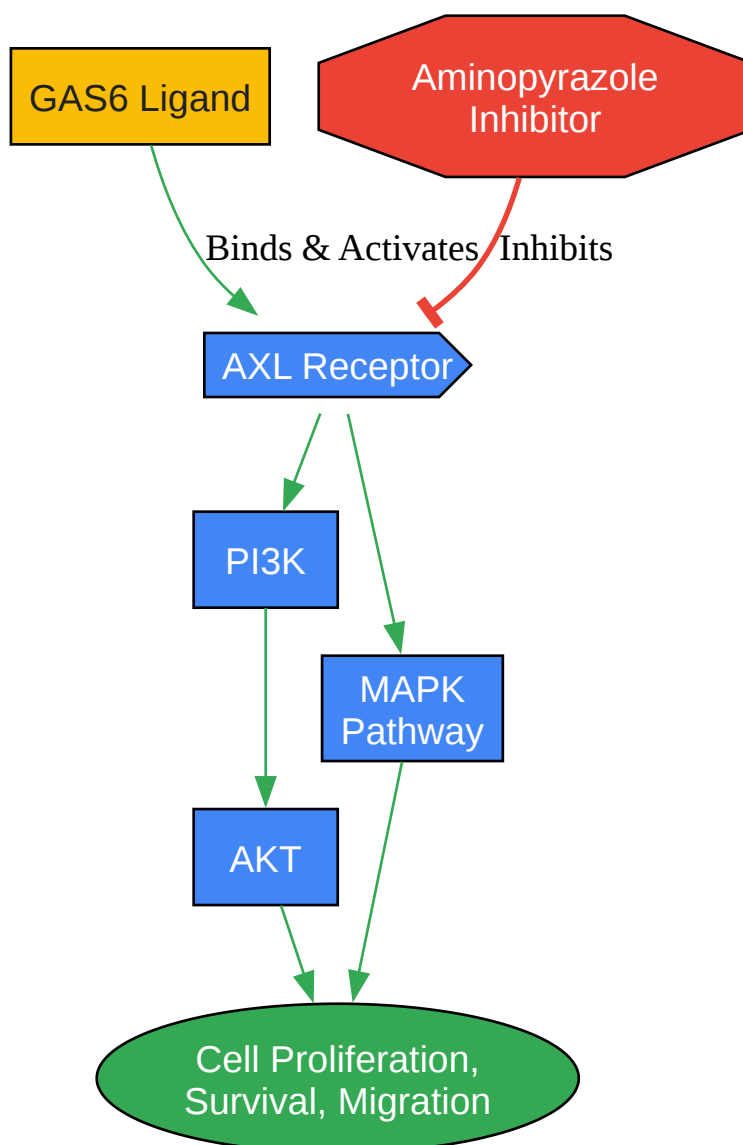 GAS6 Ligand
Aminopyrazole
Inhibitor
Binds & Activates
Inhibits
AXL Receptor
PI3K
MAPK
Pathway
AKT
Cell Proliferation,
Survival, Migration